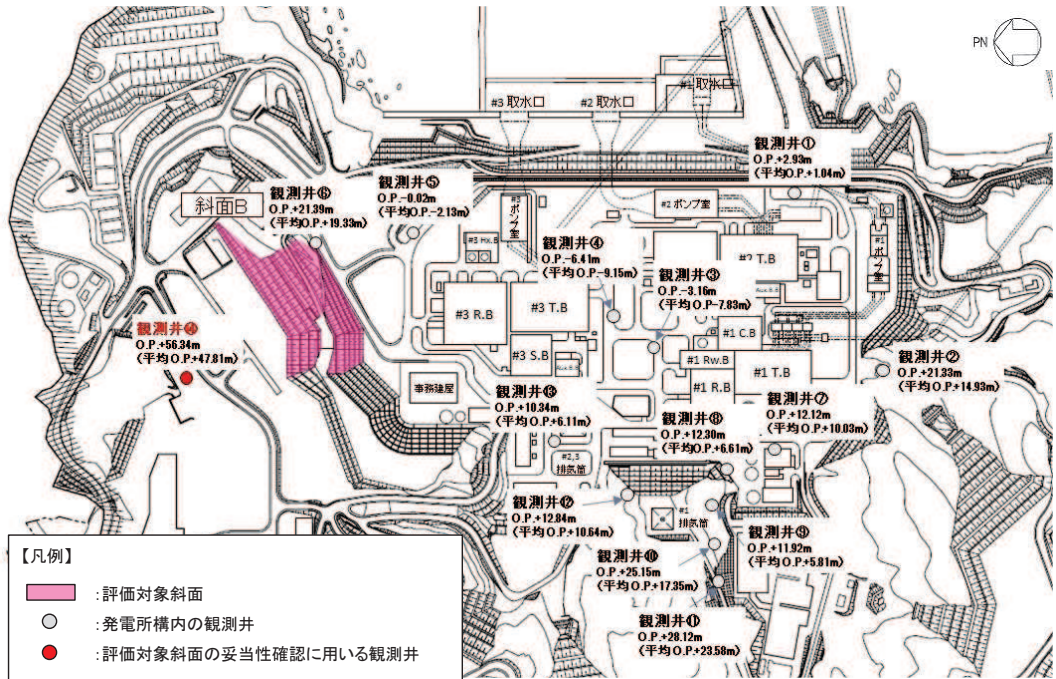 PN
#3 取水口
#2 取水口
#1 取水口
観測井①
O.P.+2.93m
(平均O.P.+1.04m)
観測井⑤
O.P.-0.02m
(平均O.P.-2.13m)
観測井⑥
O.P.+21.39m
(平均O.P.+19.33m)
斜面B
#3
ポンプ室
#2 ポンプ室
#1
ポンプ室
#3 Hx.B
観測井④
O.P.-6.41m
(平均O.P.-9.15m)
#2 T.B
観測井③
O.P.-3.16m
(平均O.P-7.83m)
#3 R.B
#3 T.B
観測井⑭
O.P.+56.34m
(平均O.P.+47.81m)
#1 C.B
#3 S.B
#1 Rw.B
#1 R.B
#1 T.B
観測井②
O.P.+21.33m
(平均O.P.+14.93m)
事務建屋
観測井⑬
O.P.+10.34m
(平均O.P.+6.11m)
観測井⑦
O.P.+12.12m
(平均O.P.+10.03m)
観測井⑧
O.P.+12.30m
(平均O.P.+6.61m)
#2,3
排気筒
観測井⑫
O.P.+12.84m
(平均O.P.+10.64m)
#1
排気筒
観測井⑨
O.P.+11.92m
(平均O.P.+5.81m)
観測井⑩
O.P.+25.15m
(平均O.P.+17.35m)
観測井⑪
O.P.+28.12m
(平均O.P.+23.58m)
【凡例】
:評価対象斜面
:発電所構内の観測井
:評価対象斜面の妥当性確認に用いる観測井